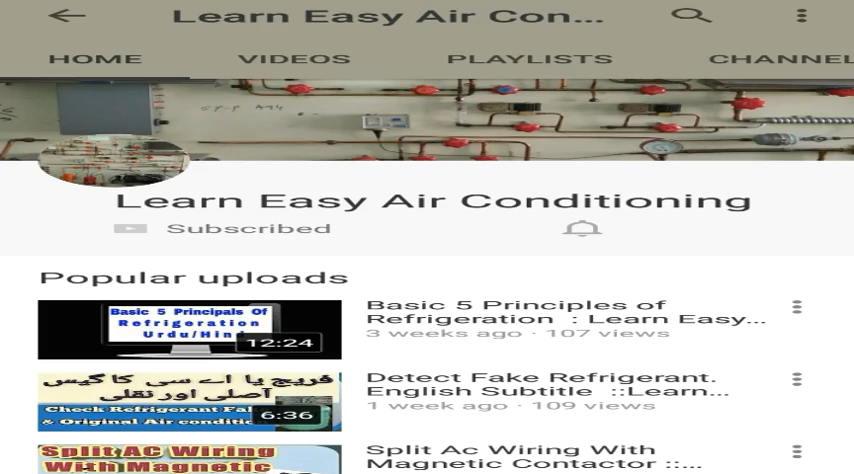 Learn Easy Air Con...
HOME VIDEOS PLAYLISTS CHANNEL
Learn Easy Air Conditioning
Subscribed
Popular uploads
Basic 5 Principals Of
Refrigeration
Urdu/Hin
12:24
Basic 5 Principles of
Refrigeration : Learn Easy...
3 weeks ago · 107 views
فریج یا اے سی کا گیس
آصلی اور نقلی
Check Refrigerant Fa
& Original Air conditio
6:36
Detect Fake Refrigerant.
English Subtitle ::Learn...
1 week ago · 109 views
Split AC Wiring
With Magnetic
Split Ac Wiring With
Magnetic Contactor ::...